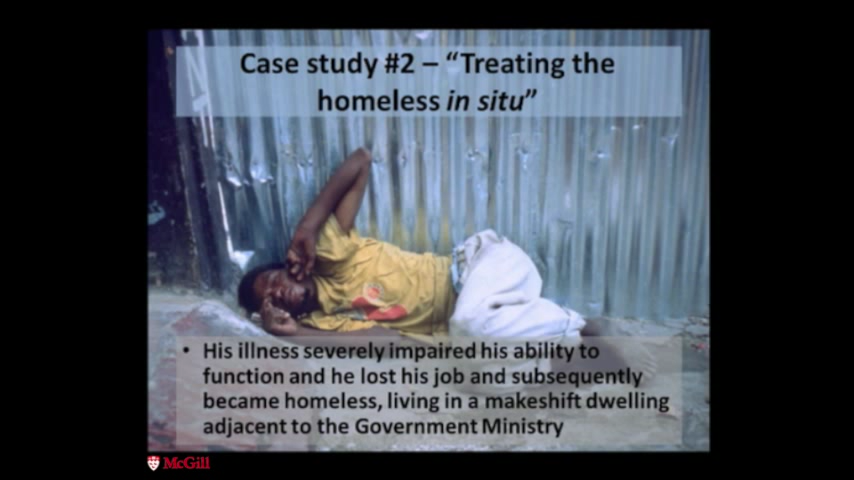 Case study #2 – “Treating the
homeless in situ”
• His illness severely impaired his ability to
function and he lost his job and subsequently
became homeless, living in a makeshift dwelling
adjacent to the Government Ministry
McGill